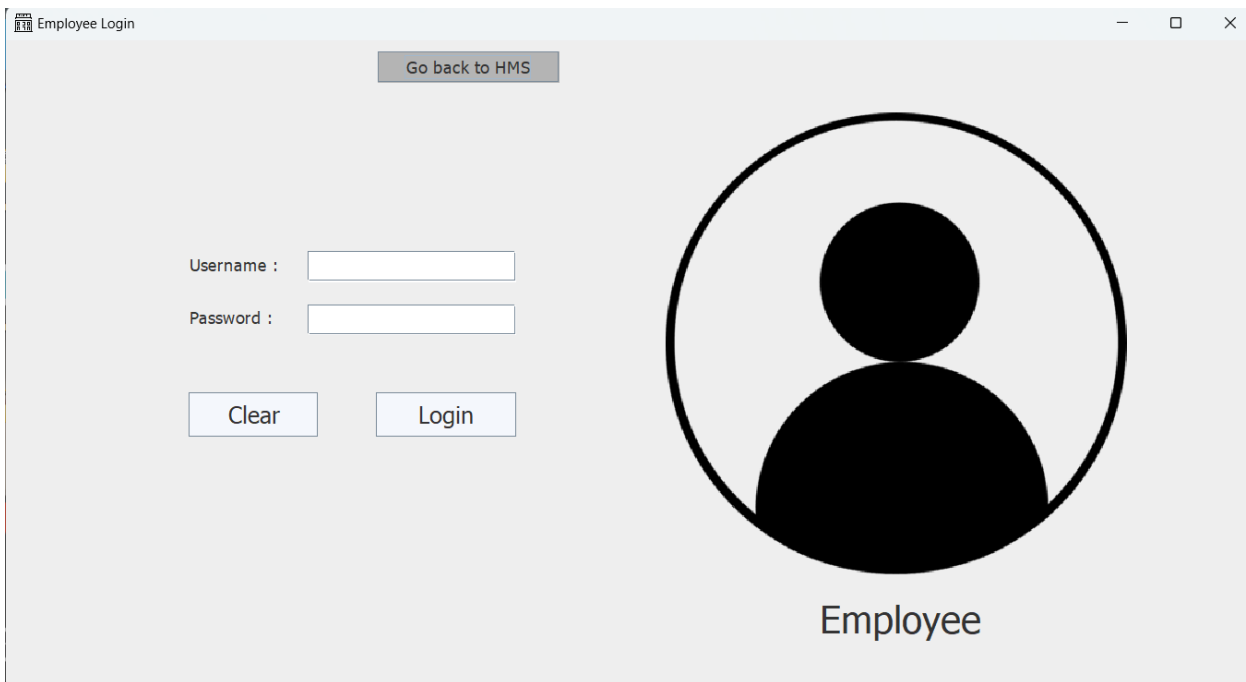 Employee Login
Go back to HMS
Username :
Password :
Clear
Login
Employee